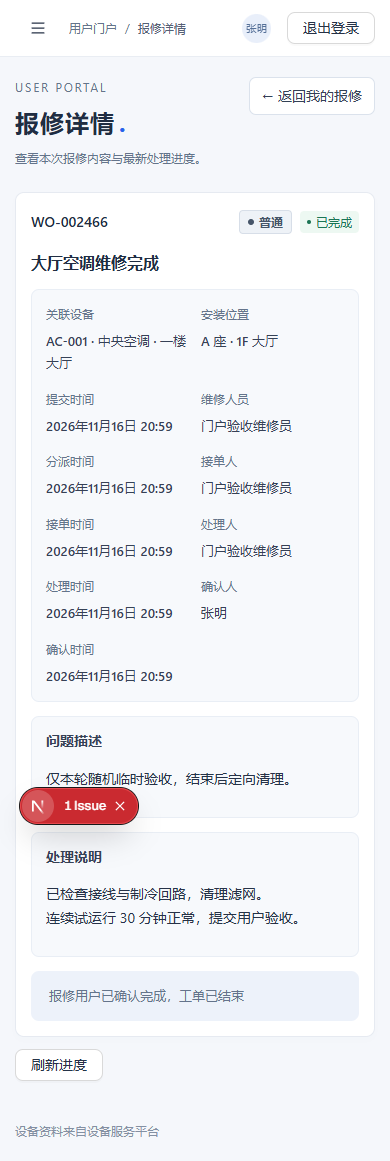 用户门户 / 报修详情
张明
退出登录
USER PORTAL
← 返回我的报修
报修详情.
查看本次报修内容与最新处理进度。
WO-002466
普通
已完成
大厅空调维修完成
关联设备
AC-001 · 中央空调 · 一楼
大厅
安装位置
A 座 · 1F 大厅
提交时间
2026年11月16日 20:59
维修人员
门户验收维修员
分派时间
2026年11月16日 20:59
接单人
门户验收维修员
接单时间
2026年11月16日 20:59
处理人
门户验收维修员
处理时间
2026年11月16日 20:59
确认人
张明
确认时间
2026年11月16日 20:59
问题描述
仅本轮随机临时验收，结束后定向清理。
N 1 Issue ×
处理说明
已检查接线与制冷回路，清理滤网。
连续试运行 30 分钟正常，提交用户验收。
报修用户已确认完成，工单已结束
刷新进度
设备资料来自设备服务平台